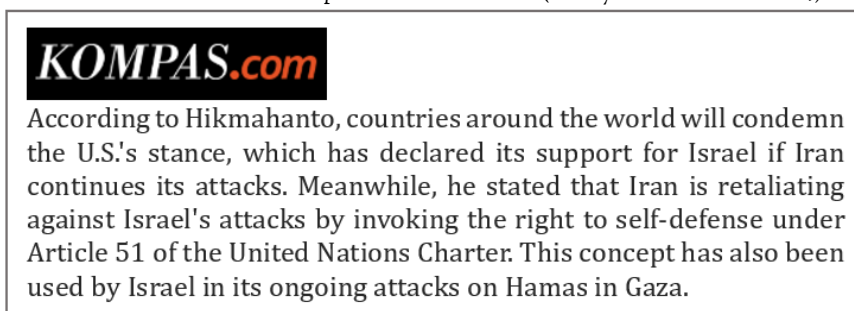 KOMPAS.com
According to Hikmahanto, countries around the world will condemn
the U.S.'s stance, which has declared its support for Israel if Iran
continues its attacks. Meanwhile, he stated that Iran is retaliating
against Israel's attacks by invoking the right to self-defense under
Article 51 of the United Nations Charter. This concept has also been
used by Israel in its ongoing attacks on Hamas in Gaza.